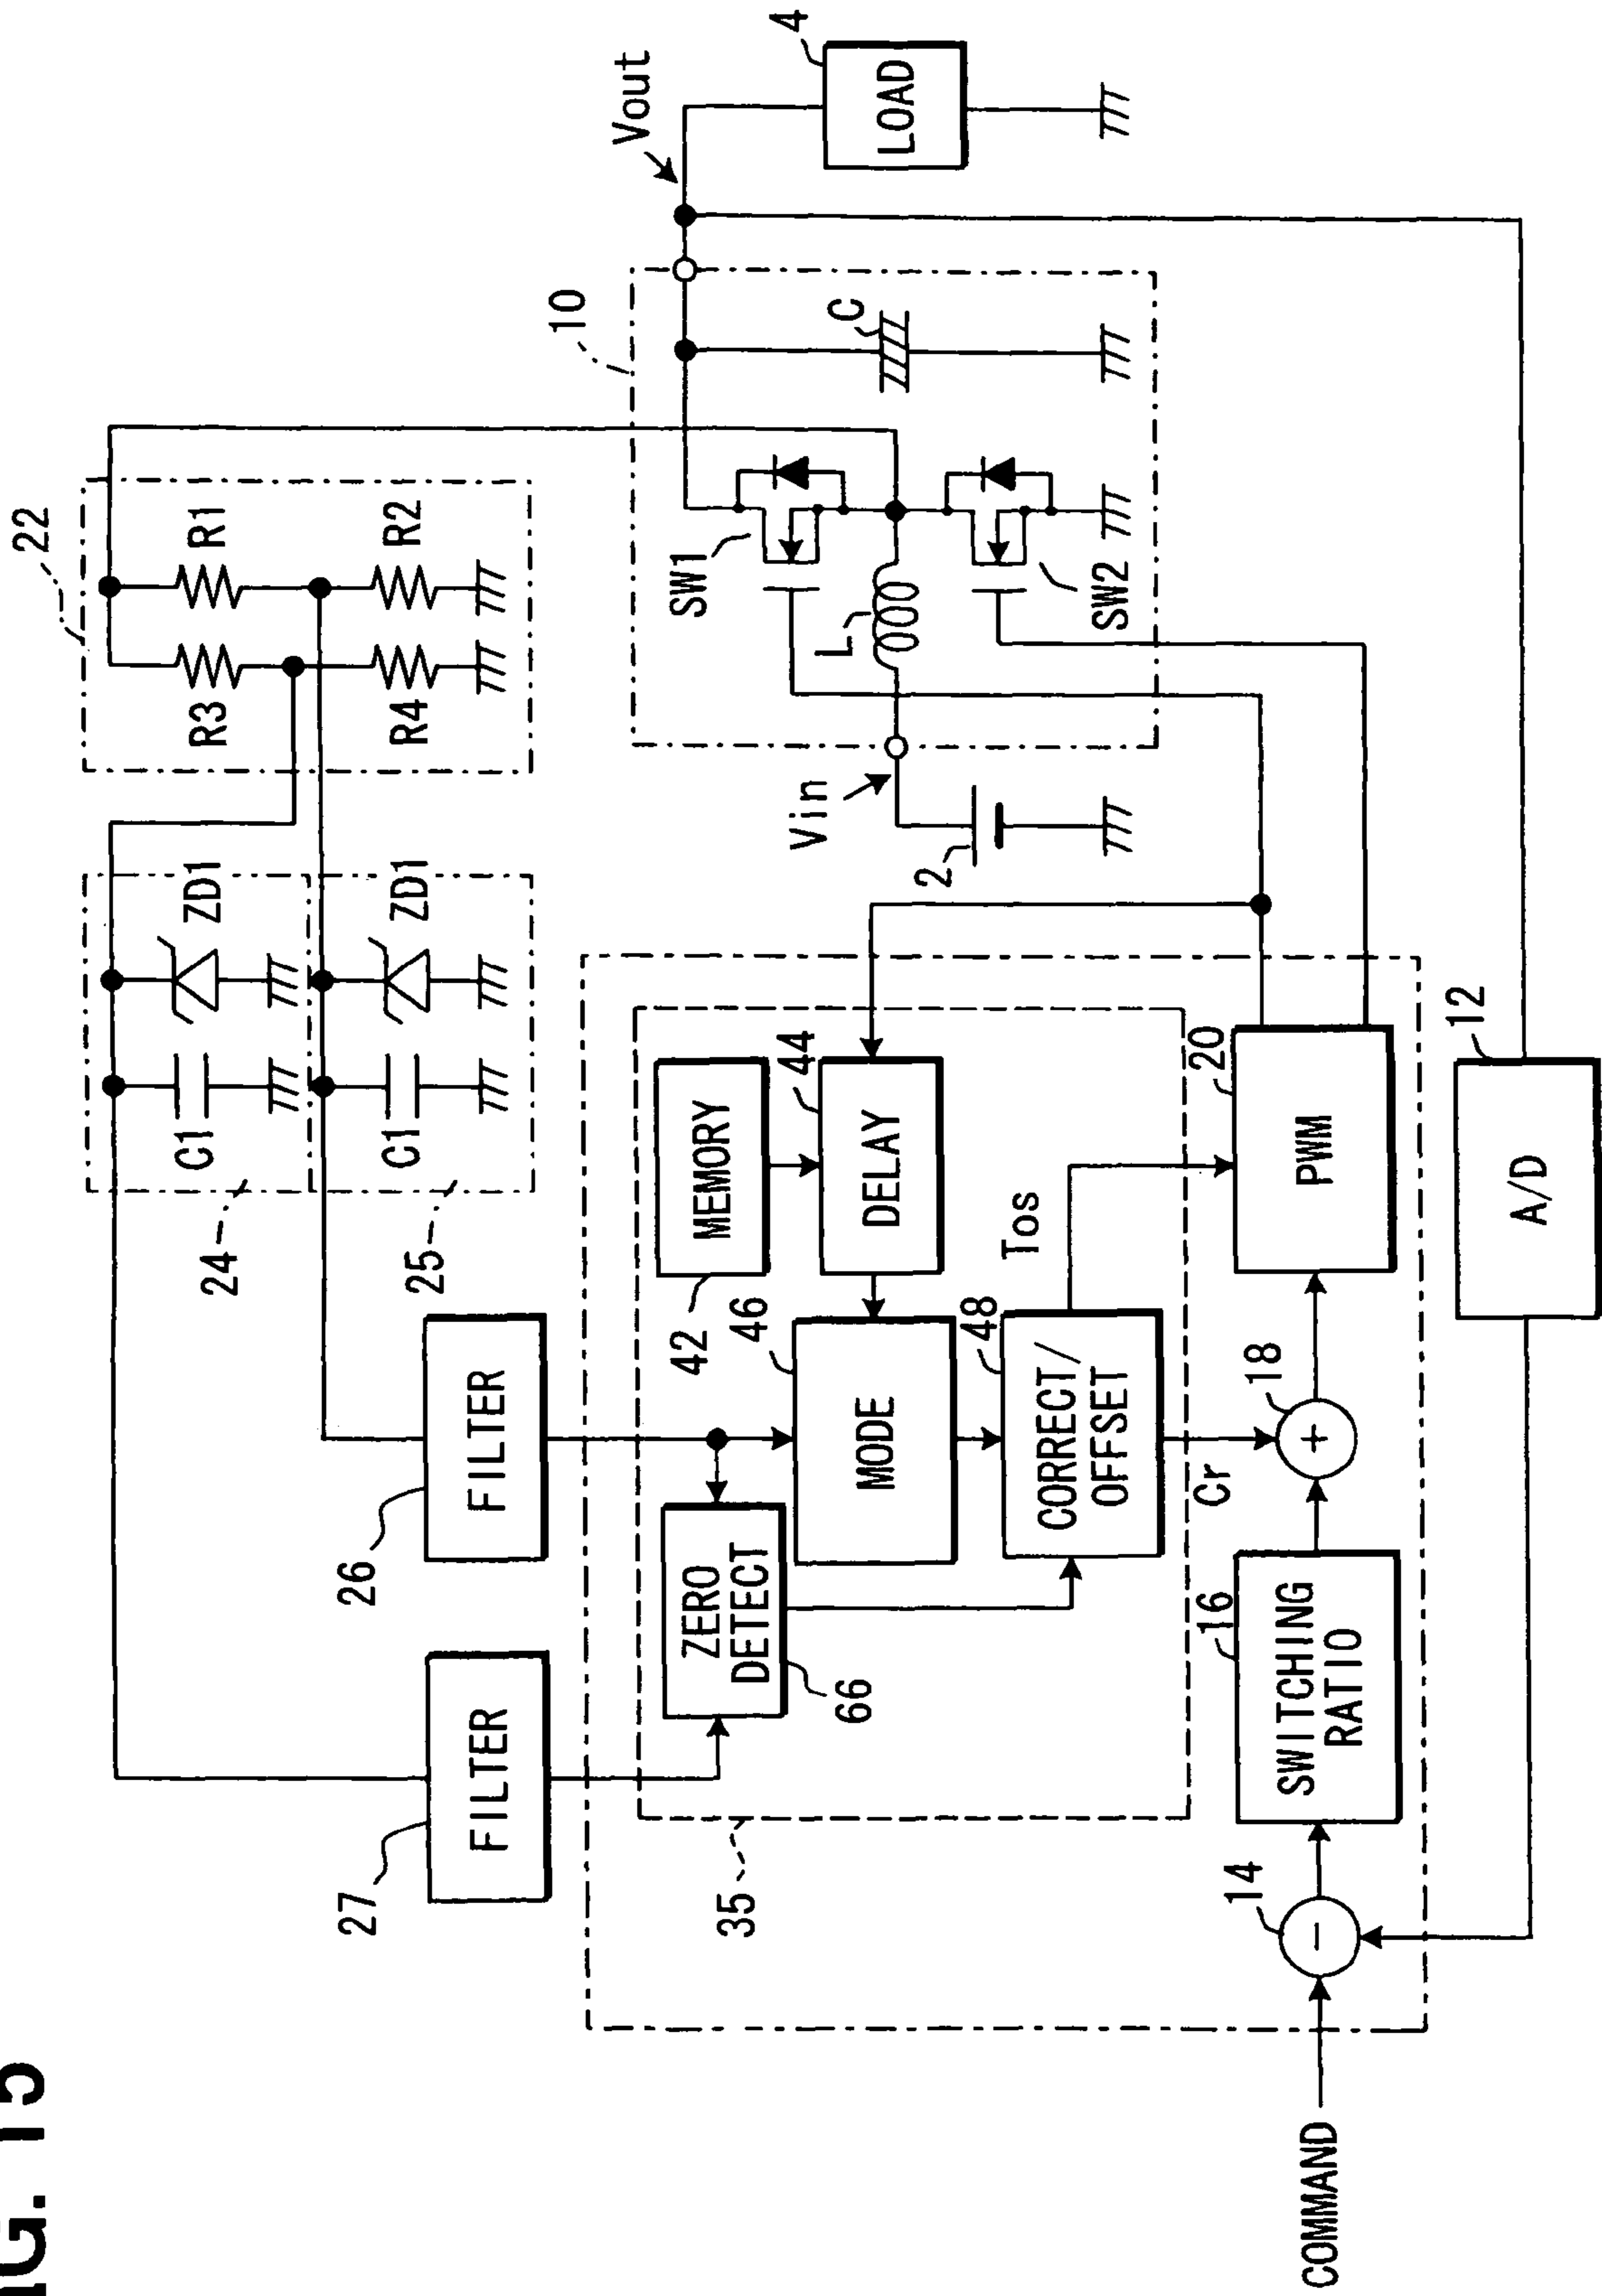 IG. 15
22
R3
R1
R4
R2
24
C1
ZD1
25
C1
ZD1
27
FILTER
26
FILTER
10
SW1
L
C
SW2
Vin
2
Vout
4
LOAD
35
ZERO
DETECT
66
42
MEMORY
46
MODE
44
DELAY
48
CORRECT/
OFFSET
Tos
Cr
COMMAND
14
−
16
SWITCHING
RATIO
18
+
20
PWM
12
A/D